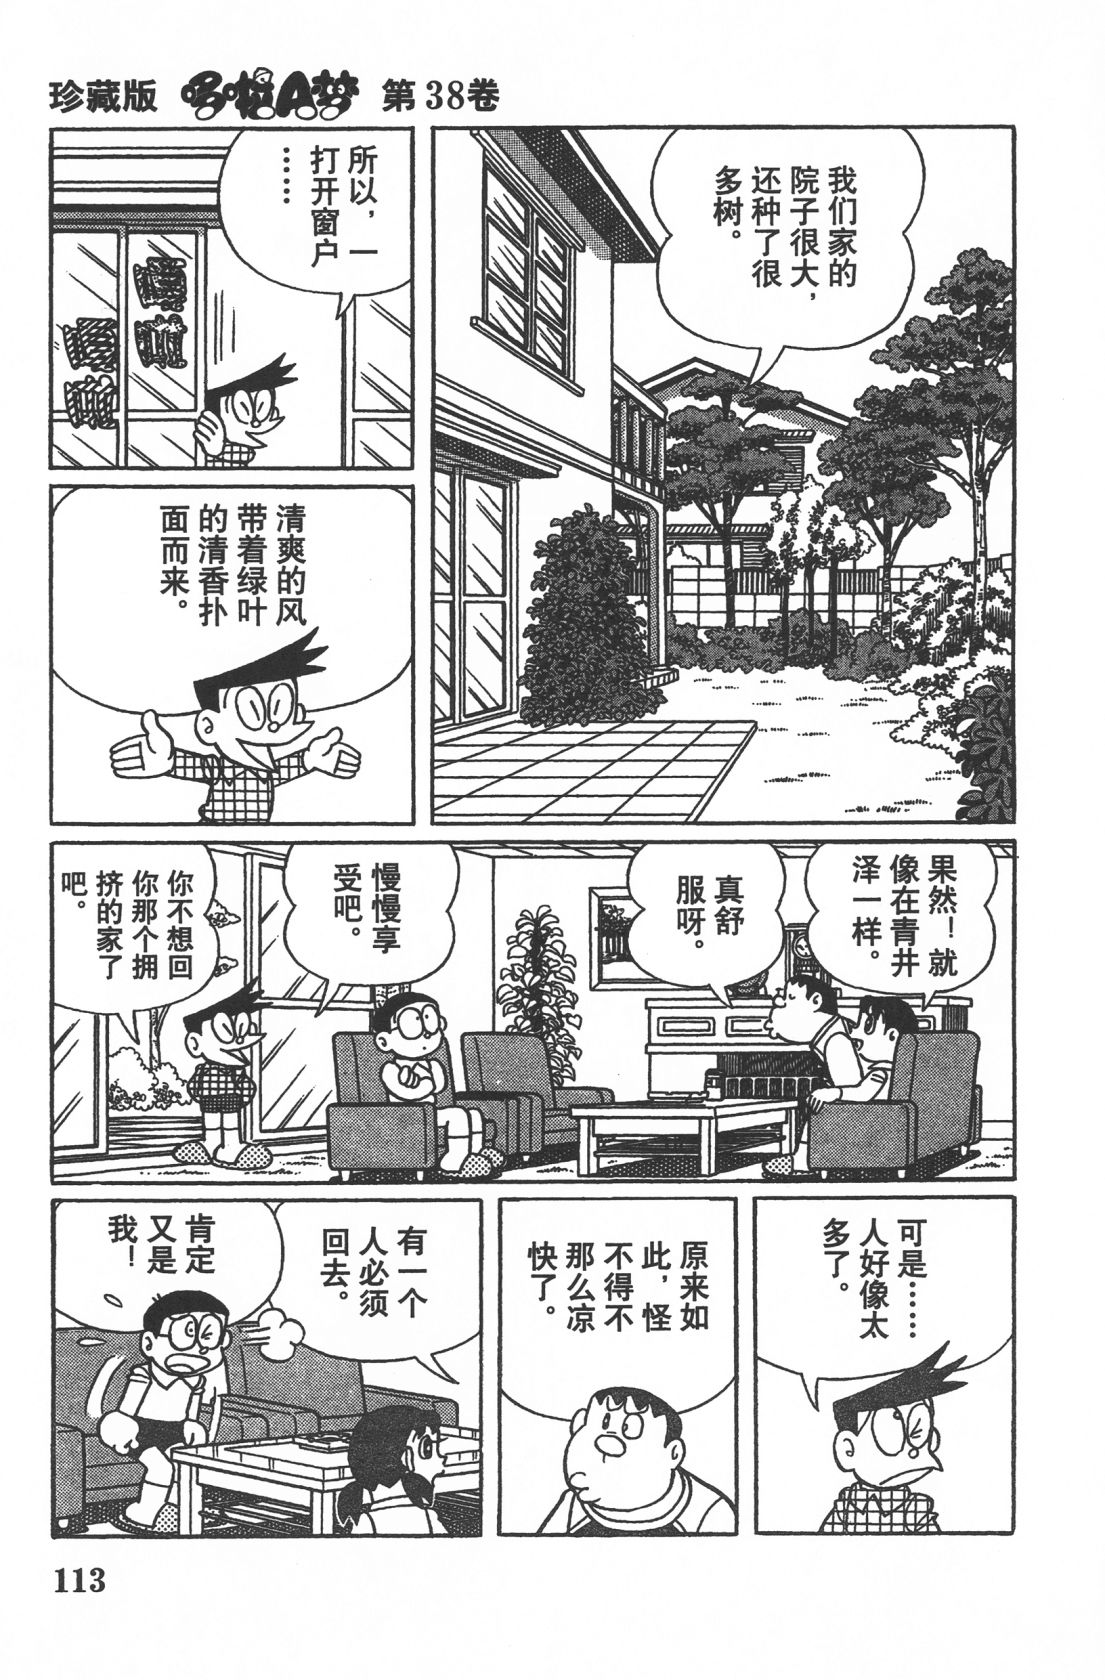 珍藏版 哆啦A梦 第38卷
我们家的
院子很大，
还种了很
多树。
所以，一
打开窗户
……
清爽的风
带着绿叶
的清香扑
面而来。
果然！就
像在青井
泽一样。
真舒
服呀。
慢慢享
受吧。
你不想回
你那个拥
挤的家了
吧。
可是……
人好像太
多了。
原来如
此，怪
不得不
那么凉
快了。
有一个
人必须
回去。
肯定
又是
我！
113